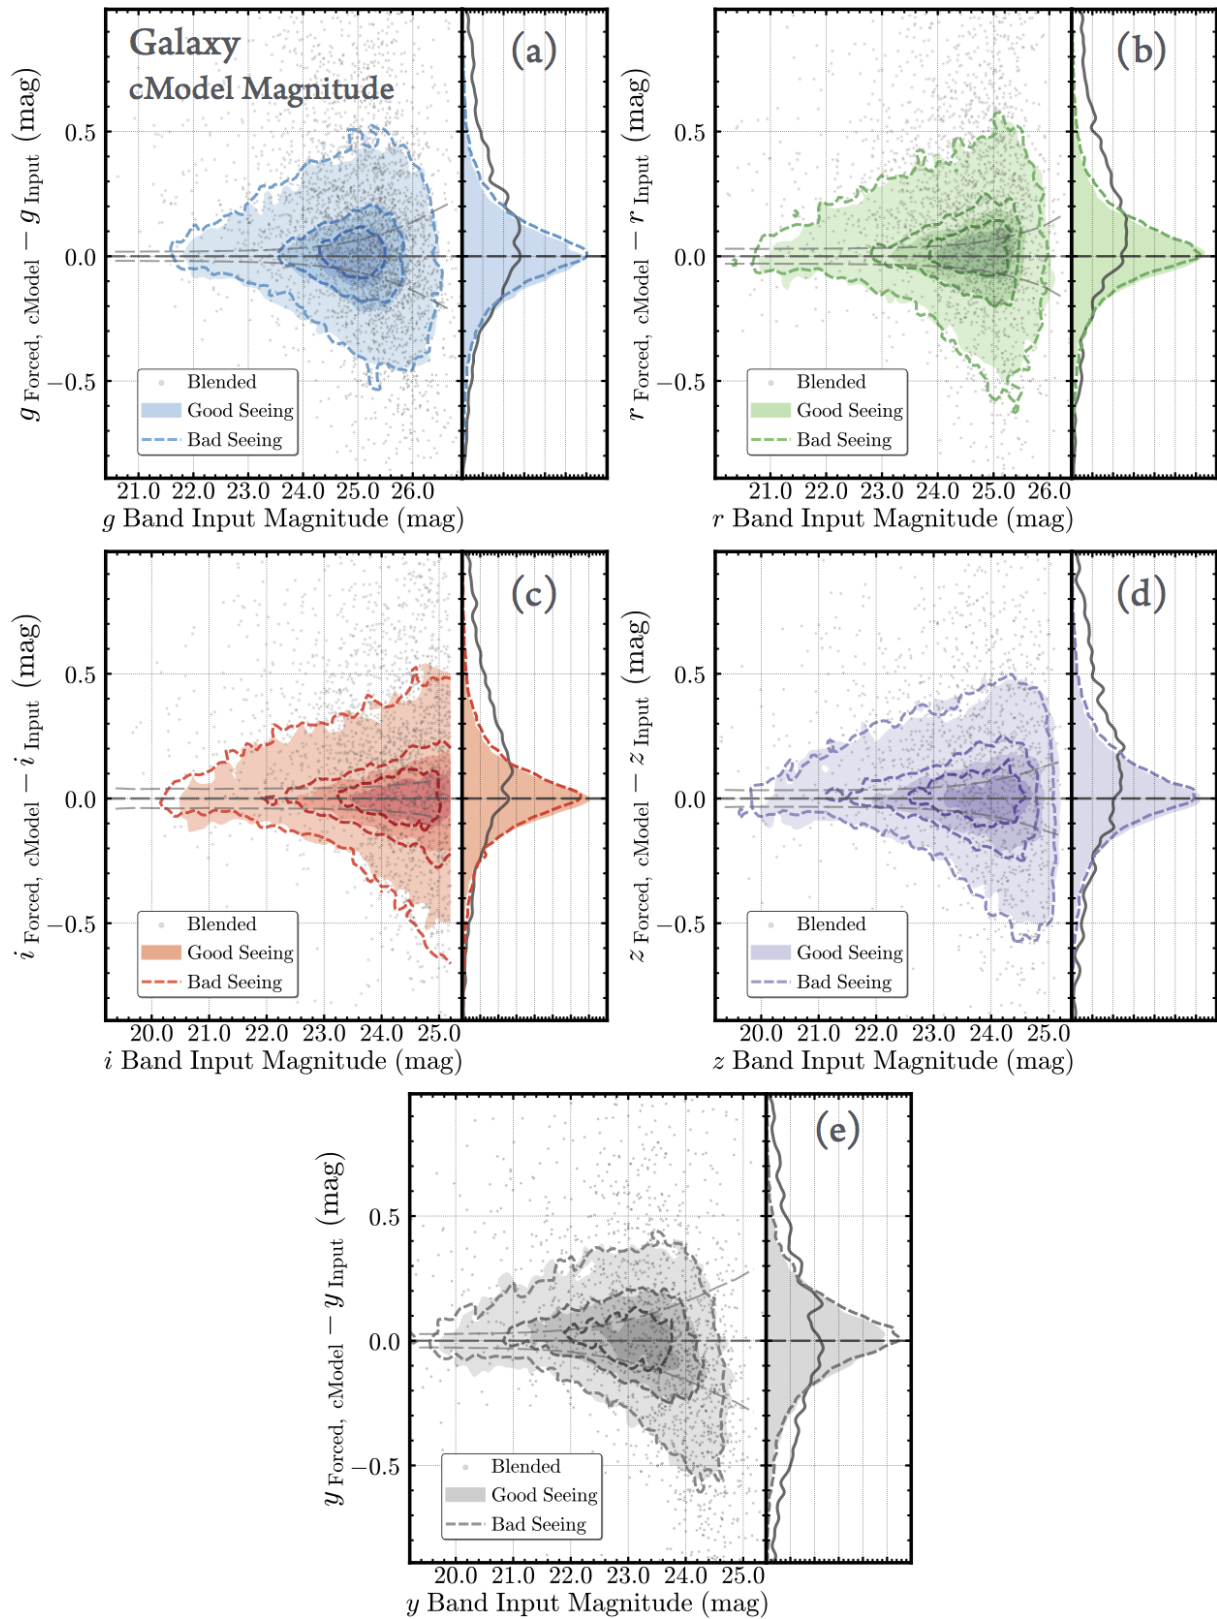 Galaxy
cModel Magnitude
(a)
g Forced, cModel − g Input (mag)
0.5
0.0
−0.5
Blended
Good Seeing
Bad Seeing
21.0 22.0 23.0 24.0 25.0 26.0
g Band Input Magnitude (mag)
(b)
r Forced, cModel − r Input (mag)
0.5
0.0
−0.5
Blended
Good Seeing
Bad Seeing
21.0 22.0 23.0 24.0 25.0 26.0
r Band Input Magnitude (mag)
(c)
i Forced, cModel − i Input (mag)
0.5
0.0
−0.5
Blended
Good Seeing
Bad Seeing
20.0 21.0 22.0 23.0 24.0 25.0
i Band Input Magnitude (mag)
(d)
z Forced, cModel − z Input (mag)
0.5
0.0
−0.5
Blended
Good Seeing
Bad Seeing
20.0 21.0 22.0 23.0 24.0 25.0
z Band Input Magnitude (mag)
(e)
y Forced, cModel − y Input (mag)
0.5
0.0
−0.5
Blended
Good Seeing
Bad Seeing
20.0 21.0 22.0 23.0 24.0 25.0
y Band Input Magnitude (mag)